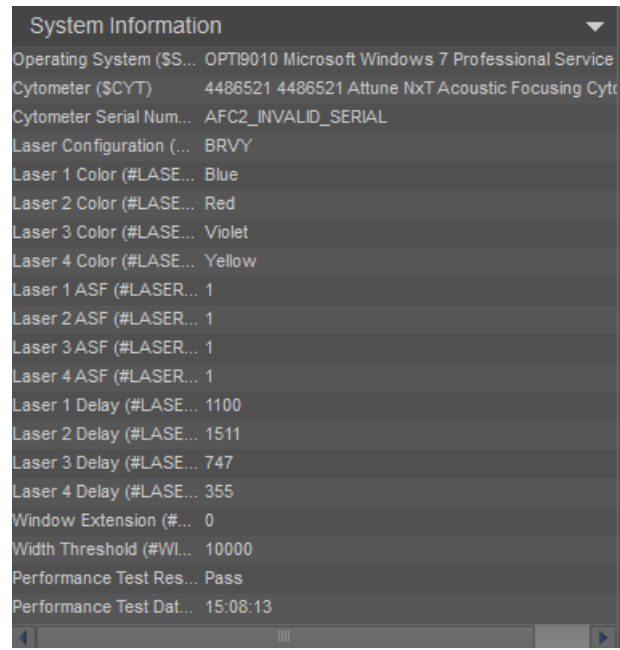 System Information
Operating System ($S... OPTI9010 Microsoft Windows 7 Professional Service
Cytometer ($CYT) 4486521 4486521 Attune NxT Acoustic Focusing Cyto
Cytometer Serial Num... AFC2_INVALID_SERIAL
Laser Configuration (... BRVY
Laser 1 Color (#LASE... Blue
Laser 2 Color (#LASE... Red
Laser 3 Color (#LASE... Violet
Laser 4 Color (#LASE... Yellow
Laser 1 ASF (#LASER... 1
Laser 2 ASF (#LASER... 1
Laser 3 ASF (#LASER... 1
Laser 4 ASF (#LASER... 1
Laser 1 Delay (#LASE... 1100
Laser 2 Delay (#LASE... 1511
Laser 3 Delay (#LASE... 747
Laser 4 Delay (#LASE... 355
Window Extension (#... 0
Width Threshold (#WI... 10000
Performance Test Res... Pass
Performance Test Dat... 15:08:13